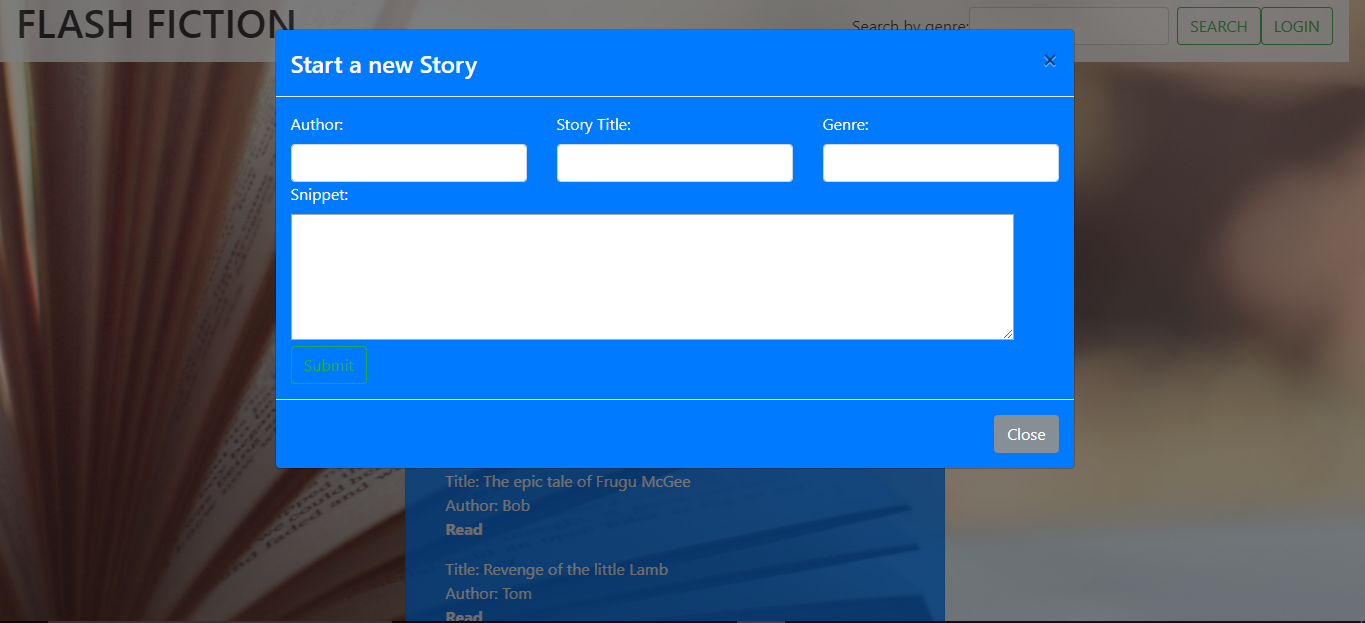 FLASH FICTION
Search by genre: SEARCH LOGIN
Start a new Story ×
Author: Story Title: Genre:
Snippet:
Submit
Close
Title: The epic tale of Frugu McGee
Author: Bob
Read
Title: Revenge of the little Lamb
Author: Tom
Read